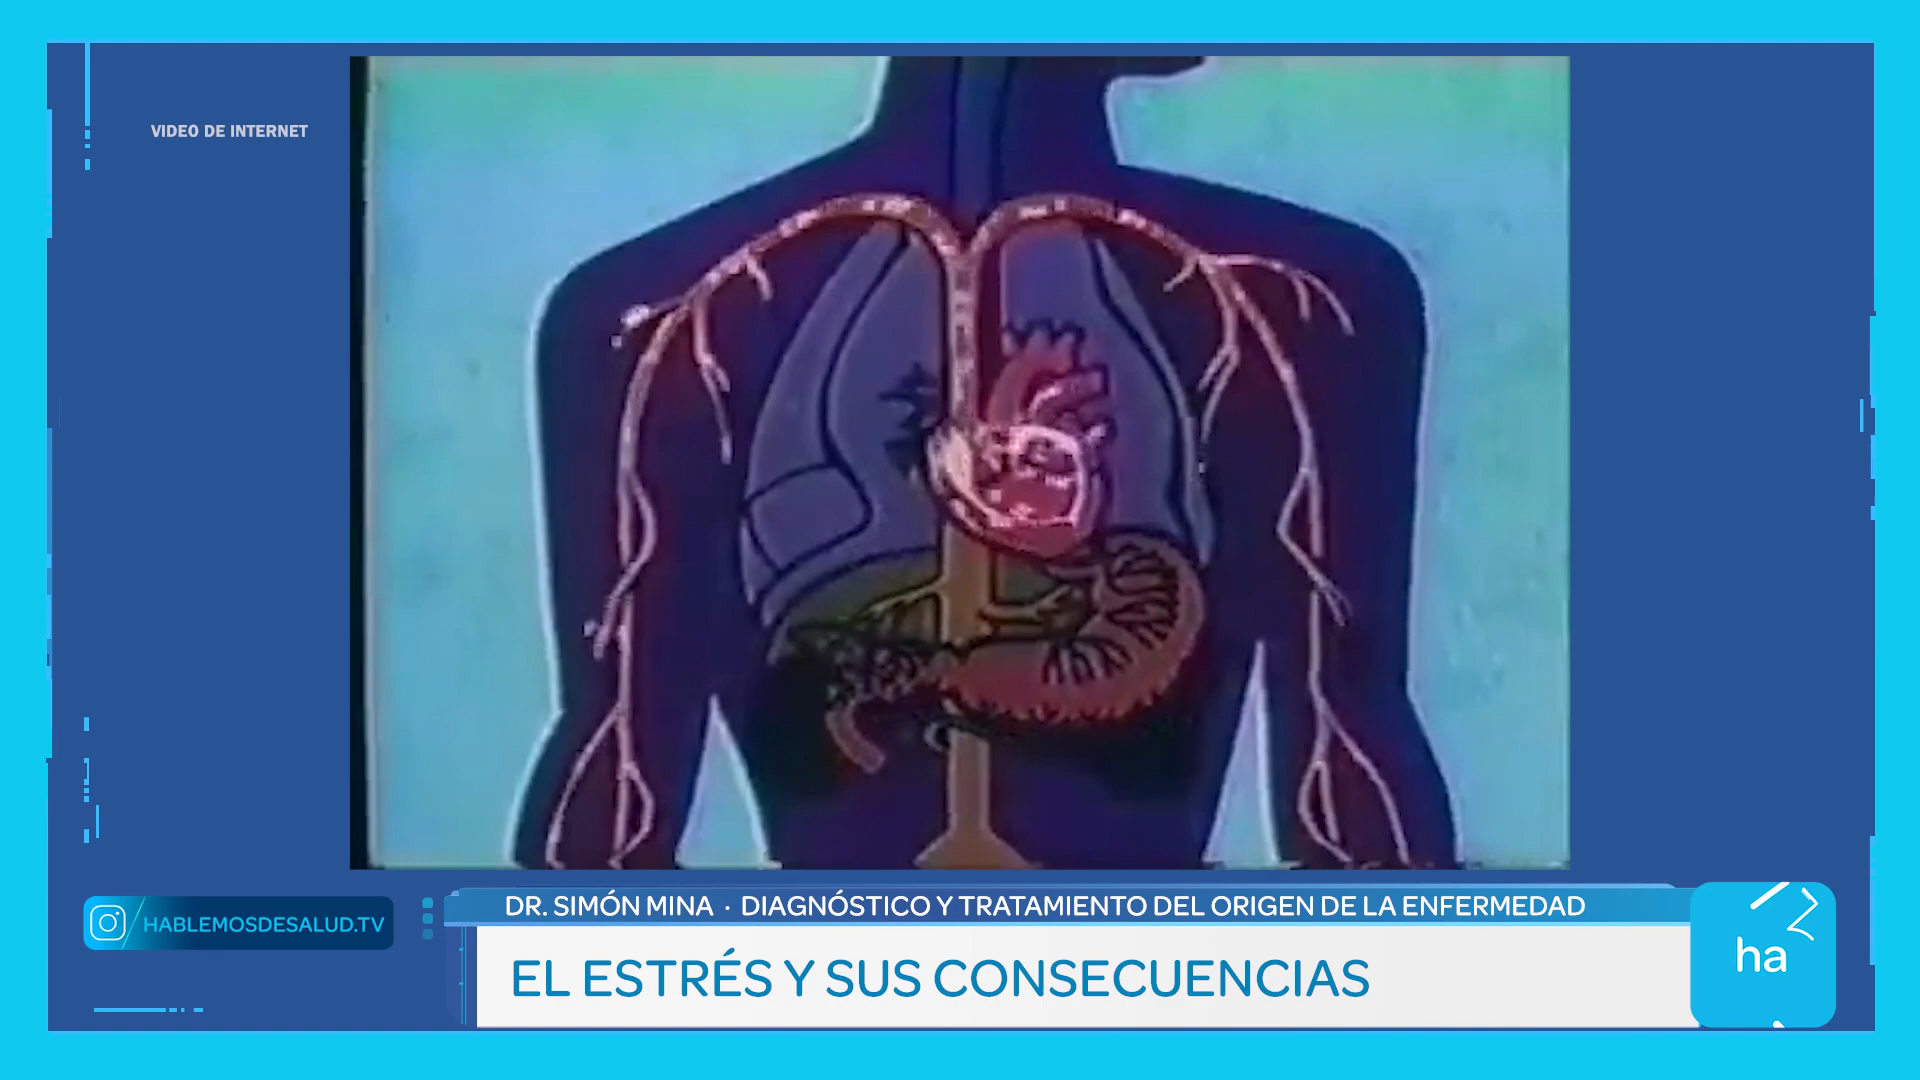 VIDEO DE INTERNET
HABLEMOSDESALUD.TV
DR. SIMÓN MINA · DIAGNÓSTICO Y TRATAMIENTO DEL ORIGEN DE LA ENFERMEDAD
EL ESTRÉS Y SUS CONSECUENCIAS
ha